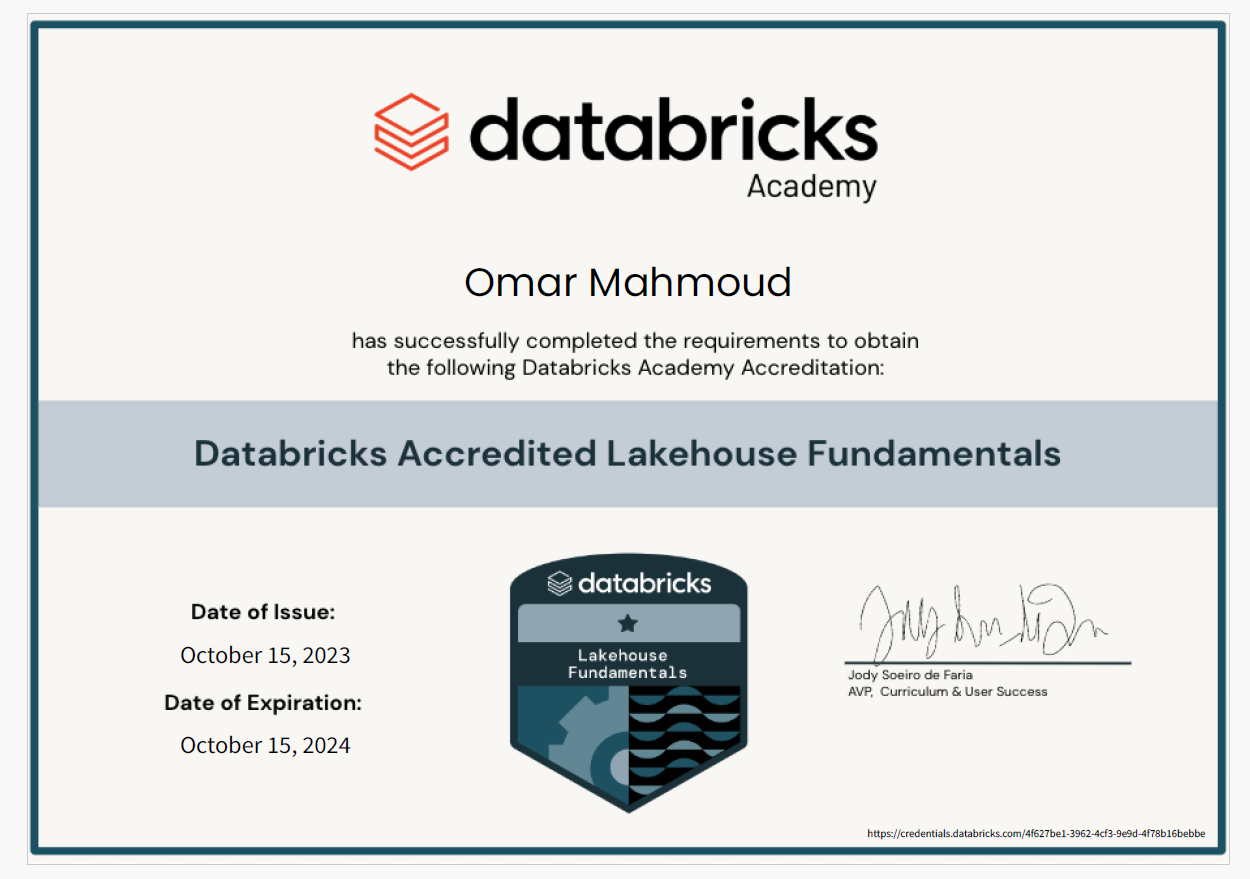 databricks
Academy
Omar Mahmoud
has successfully completed the requirements to obtain
the following Databricks Academy Accreditation:
Databricks Accredited Lakehouse Fundamentals
Date of Issue:
October 15, 2023
Date of Expiration:
October 15, 2024
databricks
Lakehouse
Fundamentals
Jody Soeiro de Faria
AVP, Curriculum & User Success
https://credentials.databricks.com/4f627be1-3962-4cf3-9e9d-4f78b16bebbe